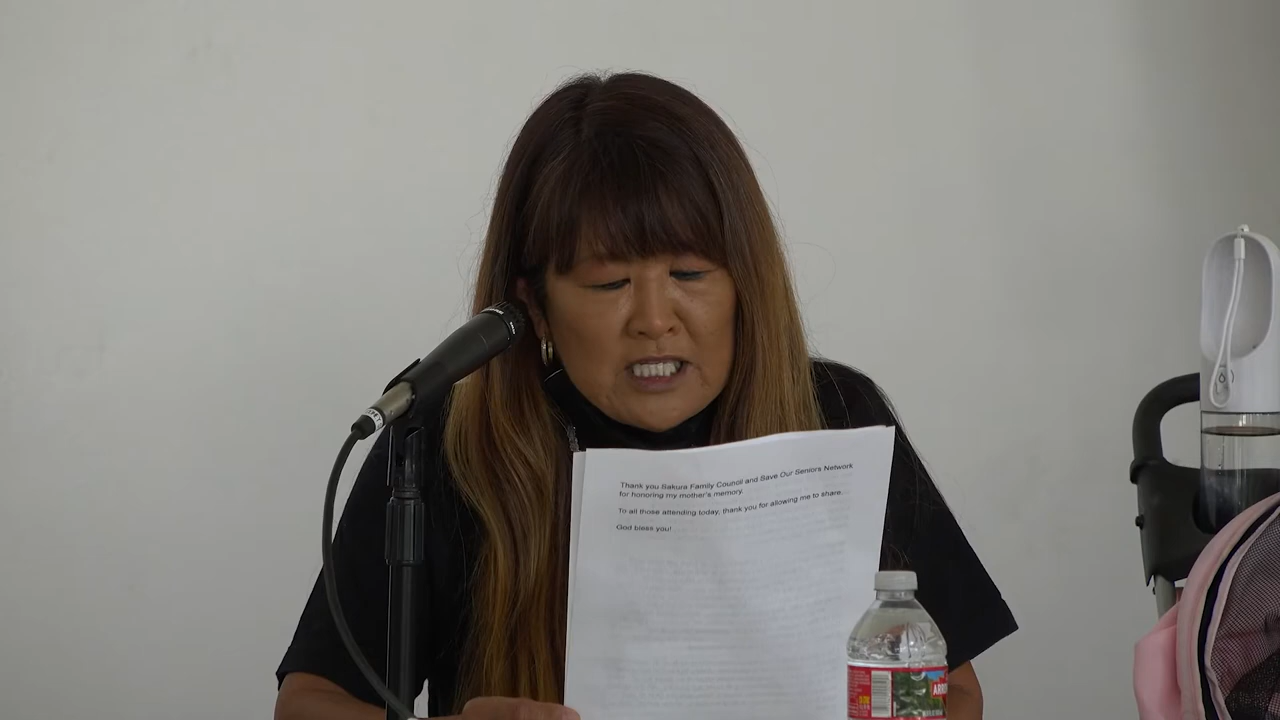 Thank you Sakura Family Council and Save Our Seniors Network
for honoring my mother's memory.
To all those attending today, thank you for allowing me to share.
God bless you!
ARRO